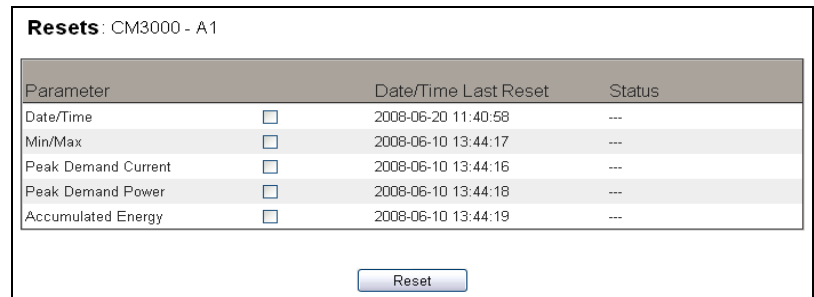 Resets: CM3000 - A1
Parameter Date/Time Last Reset Status
Date/Time 2008-06-20 11:40:58 ---
Min/Max 2008-06-10 13:44:17 ---
Peak Demand Current 2008-06-10 13:44:16 ---
Peak Demand Power 2008-06-10 13:44:18 ---
Accumulated Energy 2008-06-10 13:44:19 ---
Reset